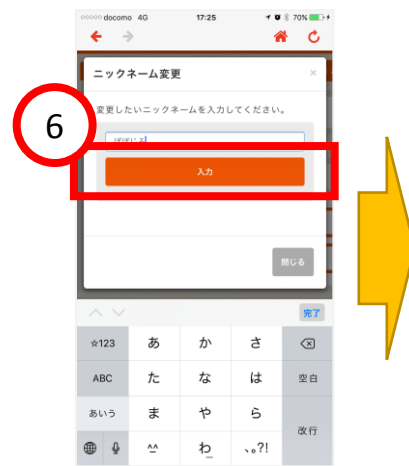 docomo 4G 17:25 70%
ニックネーム変更 ×
変更したいニックネームを入力してください。
6
入力
閉じる
完了
☆123 あ か さ
ABC た な は 空白
あいう ま や ら
改行
^^ わ_ 、。?!